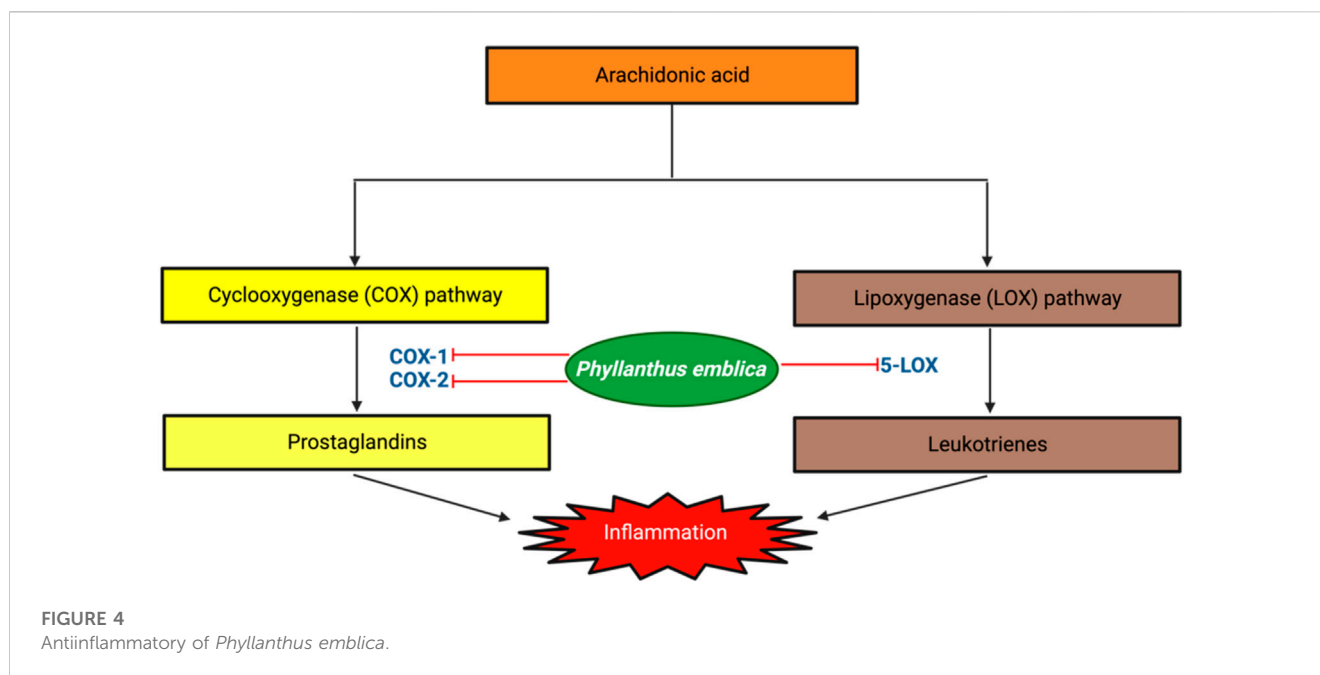 Arachidonic acid
Cyclooxygenase (COX) pathway
Lipoxygenase (LOX) pathway
COX-1
COX-2
Phyllanthus emblica
5-LOX
Prostaglandins
Leukotrienes
Inflammation
FIGURE 4
Antiinflammatory of Phyllanthus emblica.